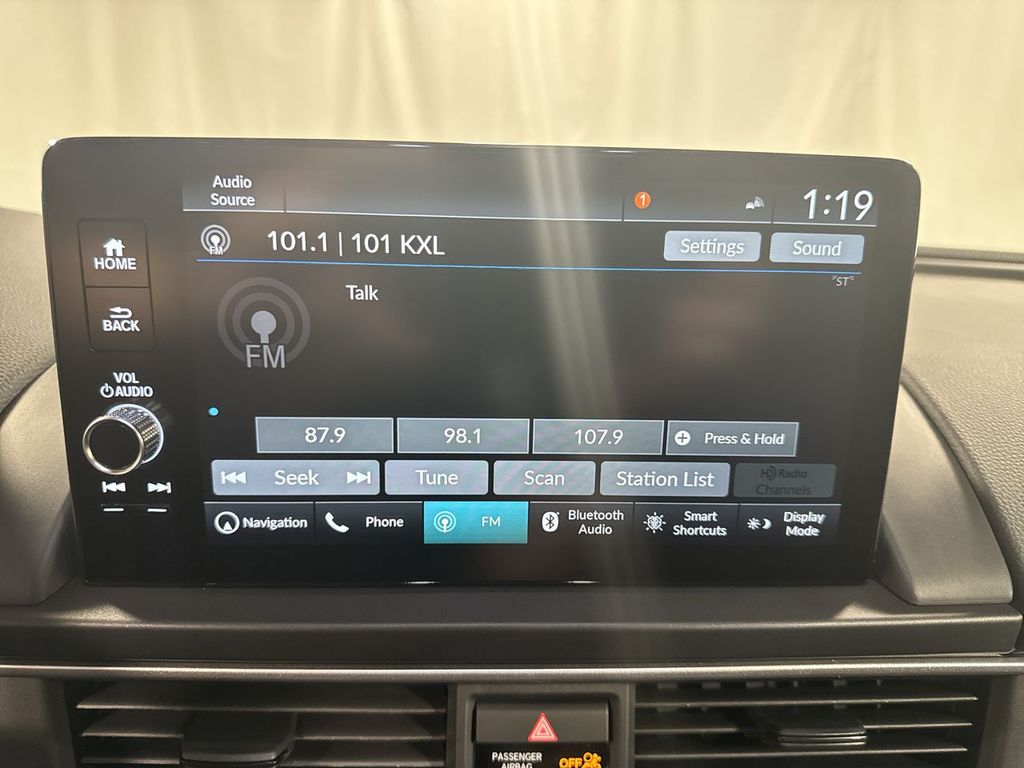 Audio
Source
1
1:19
FM
101.1 | 101 KXL
Settings
Sound
"ST"
HOME
Talk
FM
BACK
VOL
AUDIO
87.9
98.1
107.9
Press & Hold
Seek
Tune
Scan
Station List
HD Radio
Channels
Navigation
Phone
FM
Bluetooth
Audio
Smart
Shortcuts
Display
Mode
PASSENGER
AIRBAG
OFF